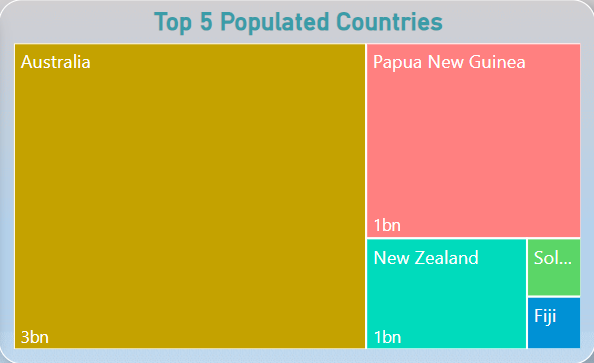 Top 5 Populated Countries
Australia
3bn
Papua New Guinea
1bn
New Zealand
1bn
Sol...
Fiji